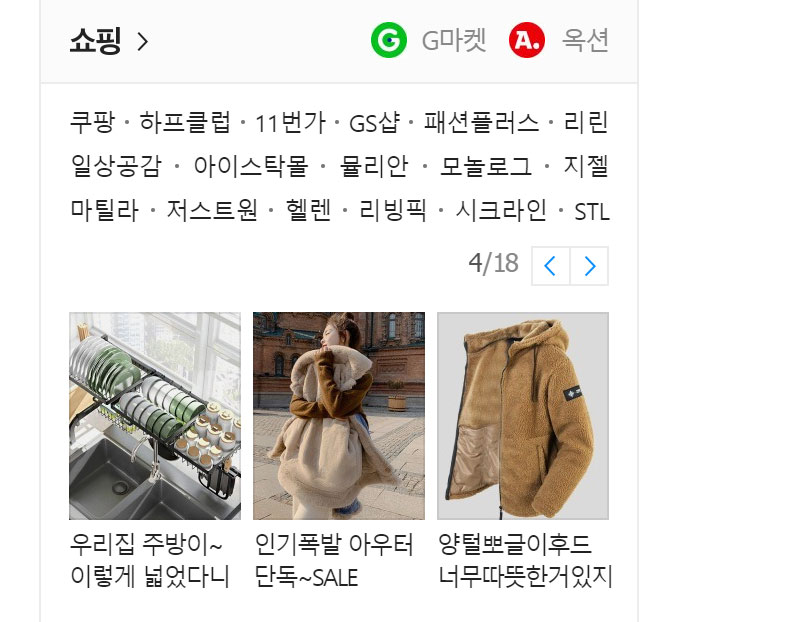 쇼핑 > G G마켓 A. 옥션
쿠팡 · 하프클럽 · 11번가 · GS샵 · 패션플러스 · 리린
일상공감 · 아이스탁몰 · 뮬리안 · 모놀로그 · 지젤
마틸라 · 저스트원 · 헬렌 · 리빙픽 · 시크라인 · STL
4/18 < >
우리집 주방이~
이렇게 넓었다니
인기폭발 아우터
단독~SALE
양털뽀글이후드
너무따뜻한거있지